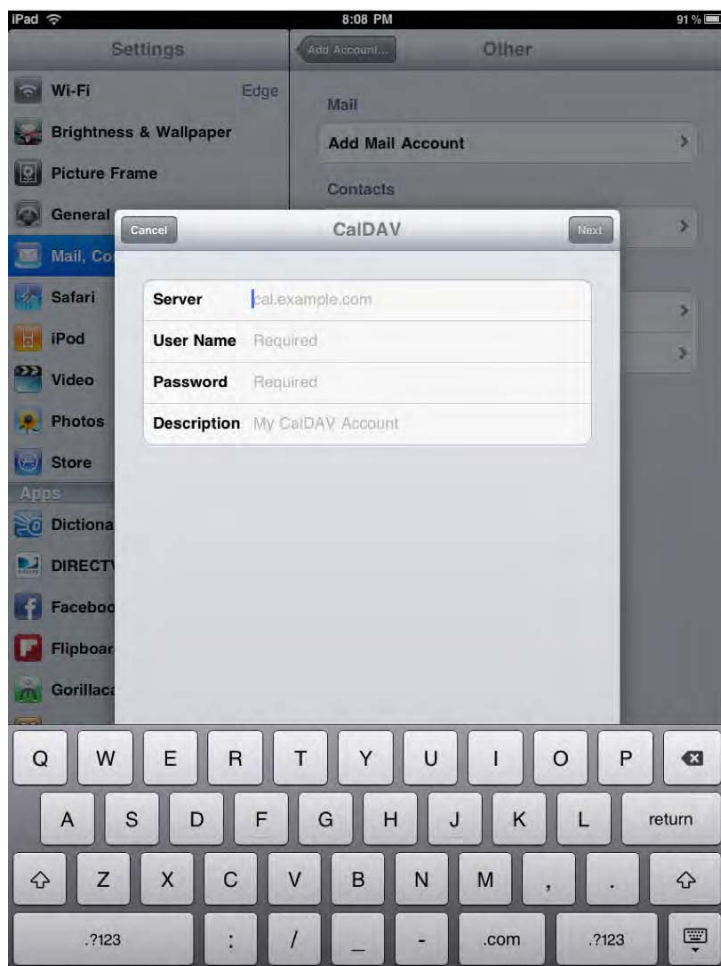 iPad 8:08 PM 91 %
Settings
Add Account...
Other
Wi-Fi Edge
Brightness & Wallpaper
Picture Frame
General
Mail, Co
Safari
iPod
Video
Photos
Store
Apps
Dictiona
DIRECTV
Faceboo
Flipboar
Gorillaca
Mail
Add Mail Account
Contacts
Cancel CalDAV Next
Server cal.example.com
User Name Required
Password Required
Description My CalDAV Account
Q W E R T Y U I O P
A S D F G H J K L return
Z X C V B N M , .
.?123 : / _ - .com .?123